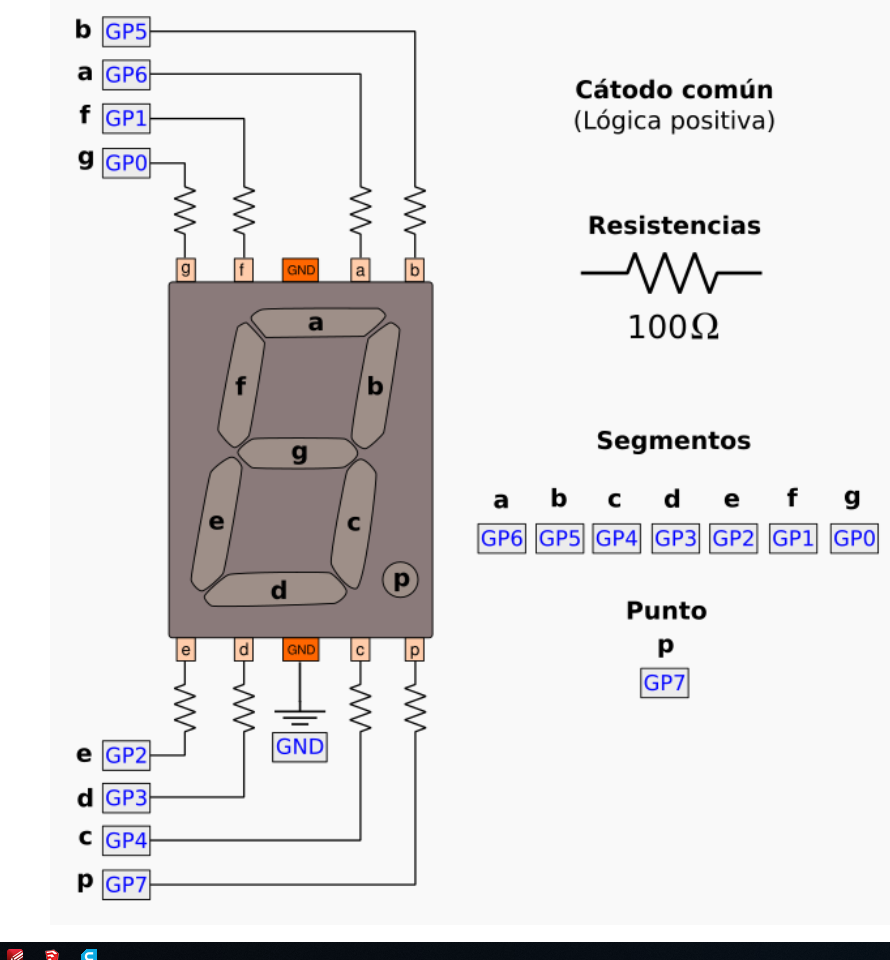 b GP5
a GP6
f GP1
g GP0
Cátodo común
(Lógica positiva)
Resistencias
100Ω
g f GND a b
a
f b
g
e c
d p
e d GND c p
GND
e GP2
d GP3
c GP4
p GP7
Segmentos
a b c d e f g
GP6 GP5 GP4 GP3 GP2 GP1 GP0
Punto
p
GP7